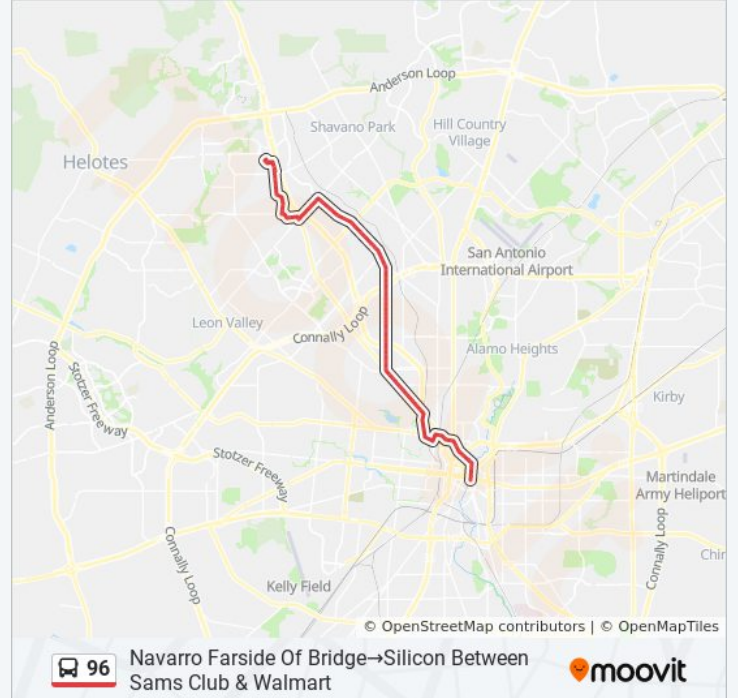 Anderson Loop
Shavano Park
Hill Country
Village
Helotes
San Antonio
International Airport
Leon Valley
Connally Loop
Alamo Heights
Anderson Loop
Stotzer Freeway
Kirby
Stotzer Freeway
Martindale
Army Heliport
Connally Loop
Connally Loop
Chir
Kelly Field
© OpenStreetMap contributors | © OpenMapTiles
96
Navarro Farside Of Bridge→Silicon Between
Sams Club & Walmart
moovit